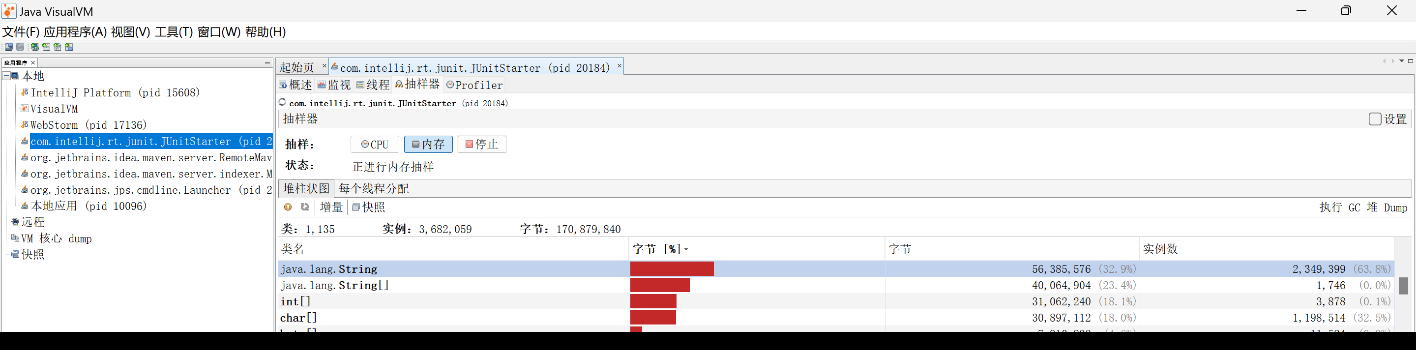 Java VisualVM
文件(F) 应用程序(A) 视图(V) 工具(T) 窗口(W) 帮助(H)
应用程序
本地
IntelliJ Platform (pid 15608)
VisualVM
WebStorm (pid 17136)
com.intellij.rt.junit.JUnitStarter (pid 2
org.jetbrains.idea.maven.server.RemoteMav
org.jetbrains.idea.maven.server.indexer.M
org.jetbrains.jps.cmdline.Launcher (pid 2
本地应用 (pid 10096)
远程
VM 核心 dump
快照
起始页 com.intellij.rt.junit.JUnitStarter (pid 20184)
概述 监视 线程 抽样器 Profiler
com.intellij.rt.junit.JUnitStarter (pid 20184)
抽样器 设置
抽样： CPU 内存 停止
状态： 正进行内存抽样
堆柱状图 每个线程分配
增量 快照 执行 GC 堆 Dump
类：1,135 实例：3,682,059 字节：170,879,840
类名 字节 [%] 字节 实例数
java.lang.String 56,385,576 (32.9%) 2,349,399 (63.8%)
java.lang.String[] 40,064,904 (23.4%) 1,746 (0.0%)
int[] 31,062,240 (18.1%) 3,878 (0.1%)
char[] 30,897,112 (18.0%) 1,198,514 (32.5%)